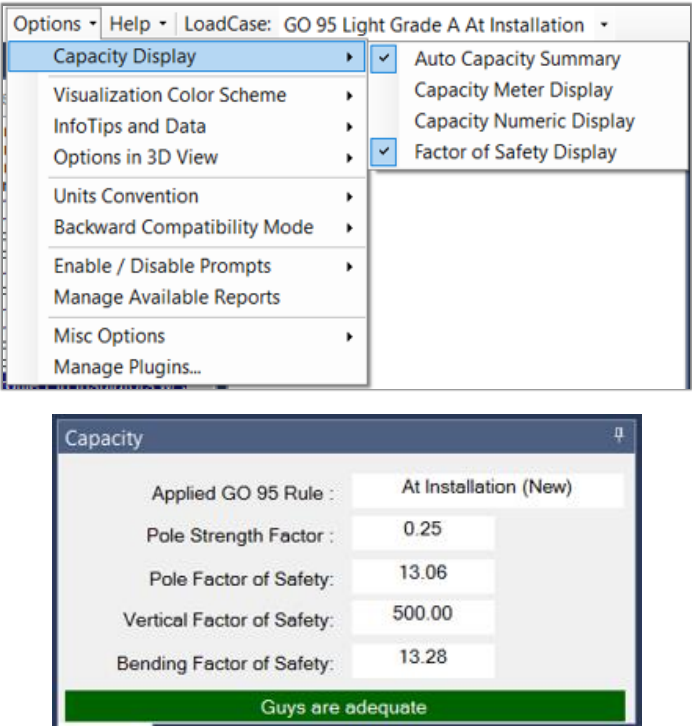 Options Help LoadCase: GO 95 Light Grade A At Installation
Capacity Display
Visualization Color Scheme
InfoTips and Data
Options in 3D View
Units Convention
Backward Compatibility Mode
Enable / Disable Prompts
Manage Available Reports
Misc Options
Manage Plugins...
Auto Capacity Summary
Capacity Meter Display
Capacity Numeric Display
Factor of Safety Display
Capacity
Applied GO 95 Rule : At Installation (New)
Pole Strength Factor : 0.25
Pole Factor of Safety: 13.06
Vertical Factor of Safety: 500.00
Bending Factor of Safety: 13.28
Guys are adequate